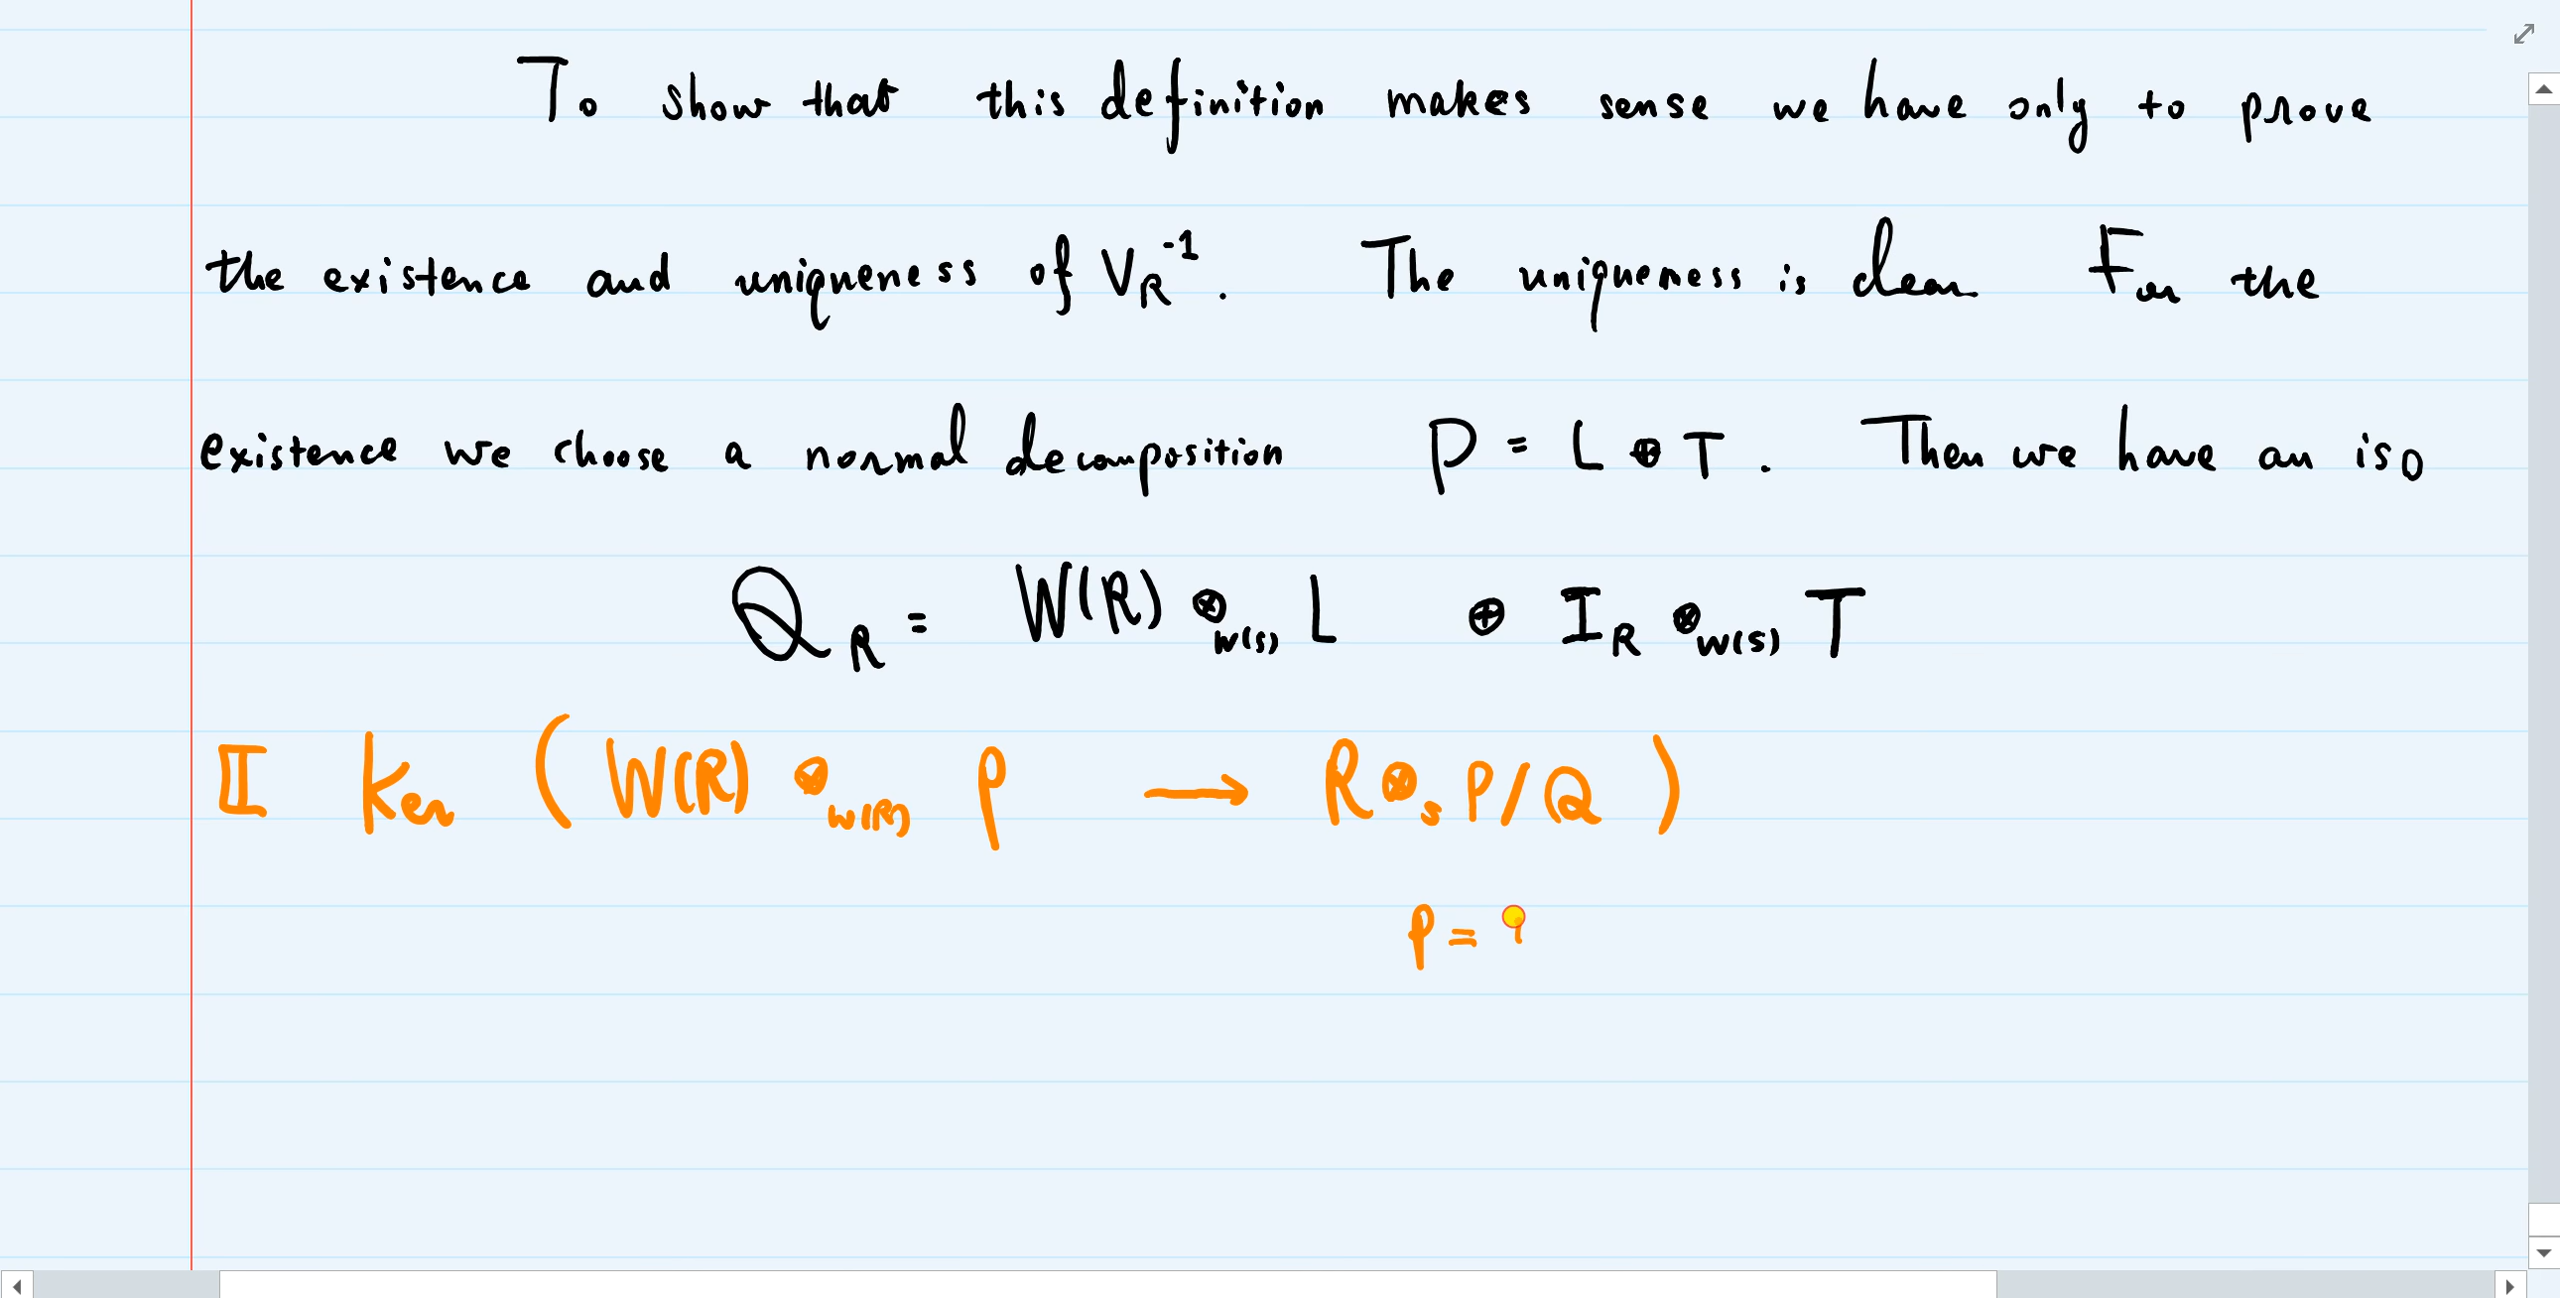 To show that this definition makes sense we have only to prove
the existence and uniqueness of V_R^{-1}. The uniqueness is clear For the
existence we choose a normal decomposition P = L ⊕ T. Then we have an iso
Q_R = W(R) ⊗_{W(S)} L ⊕ I_R ⊗_{W(S)} T
II Ker ( W(R) ⊗_{W(R)} P → R ⊗_S P/Q )
P = ?